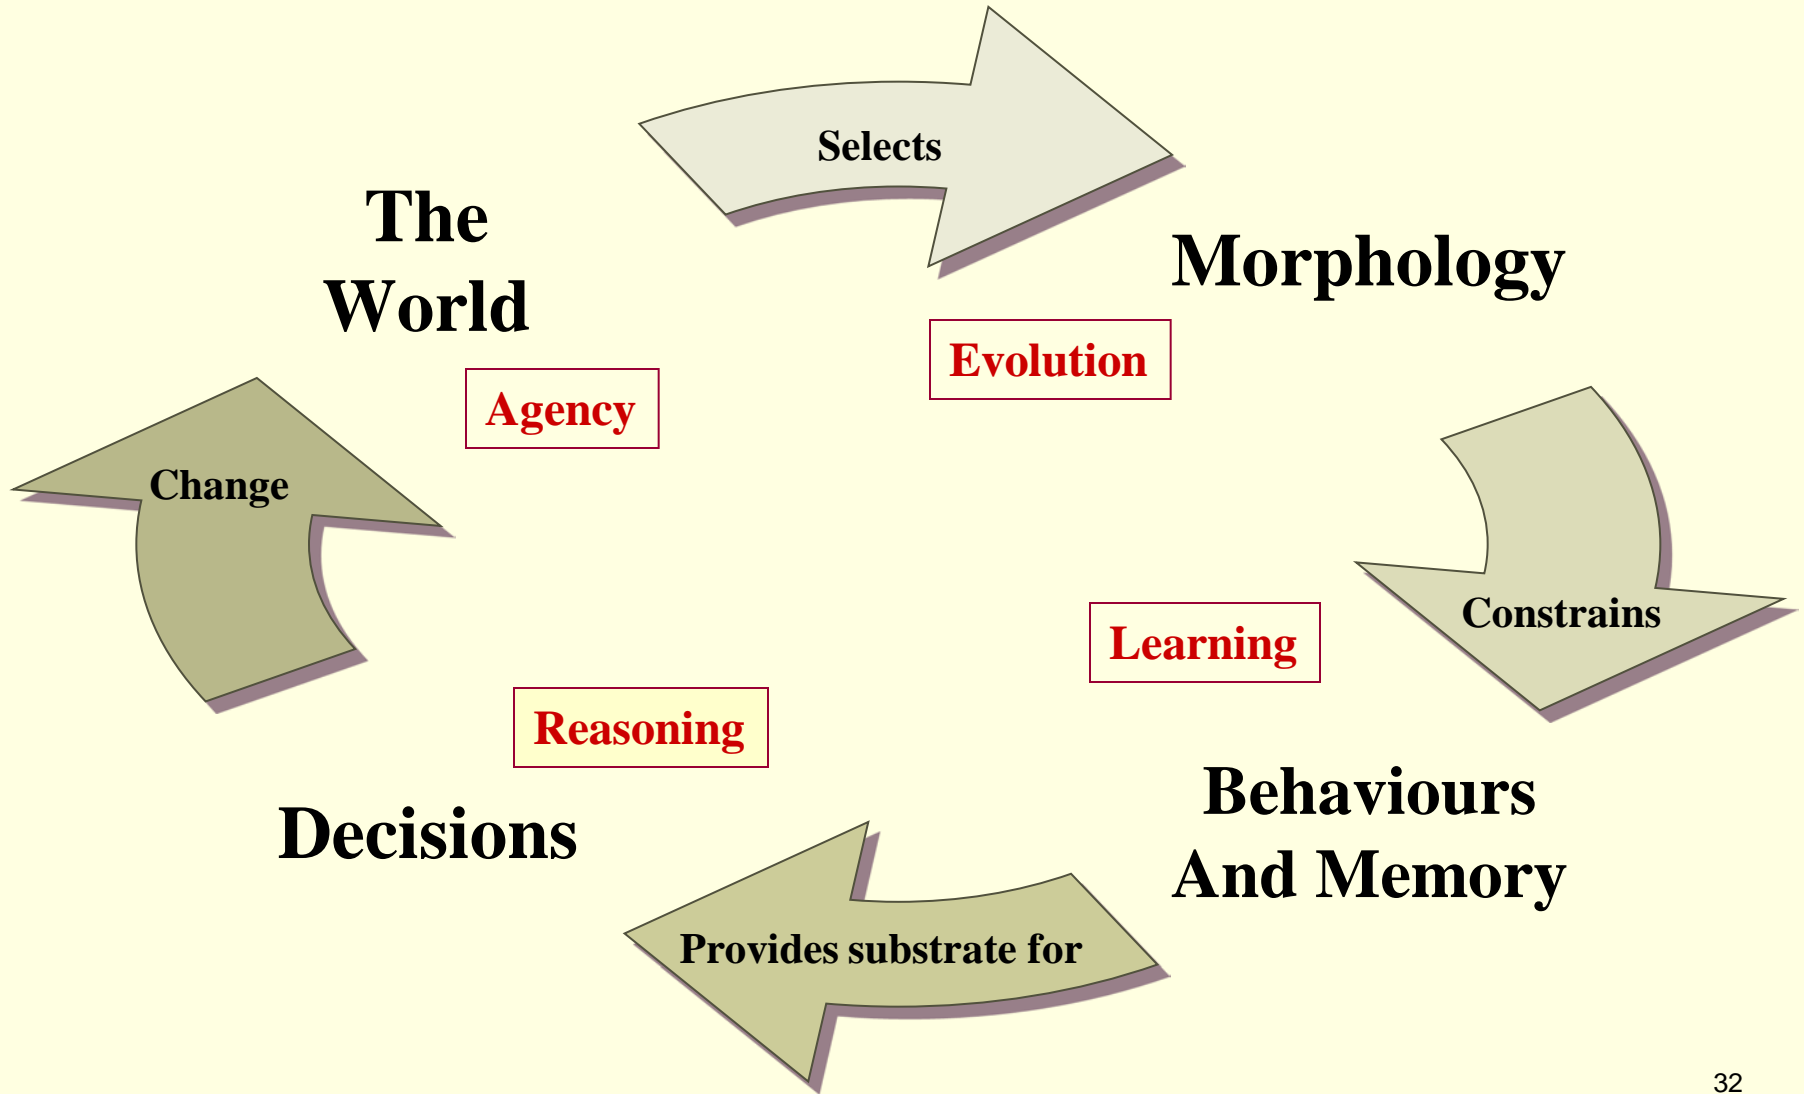 Selects
The
World
Morphology
Evolution
Agency
Change
Constrains
Learning
Reasoning
Behaviours
And Memory
Decisions
Provides substrate for
32